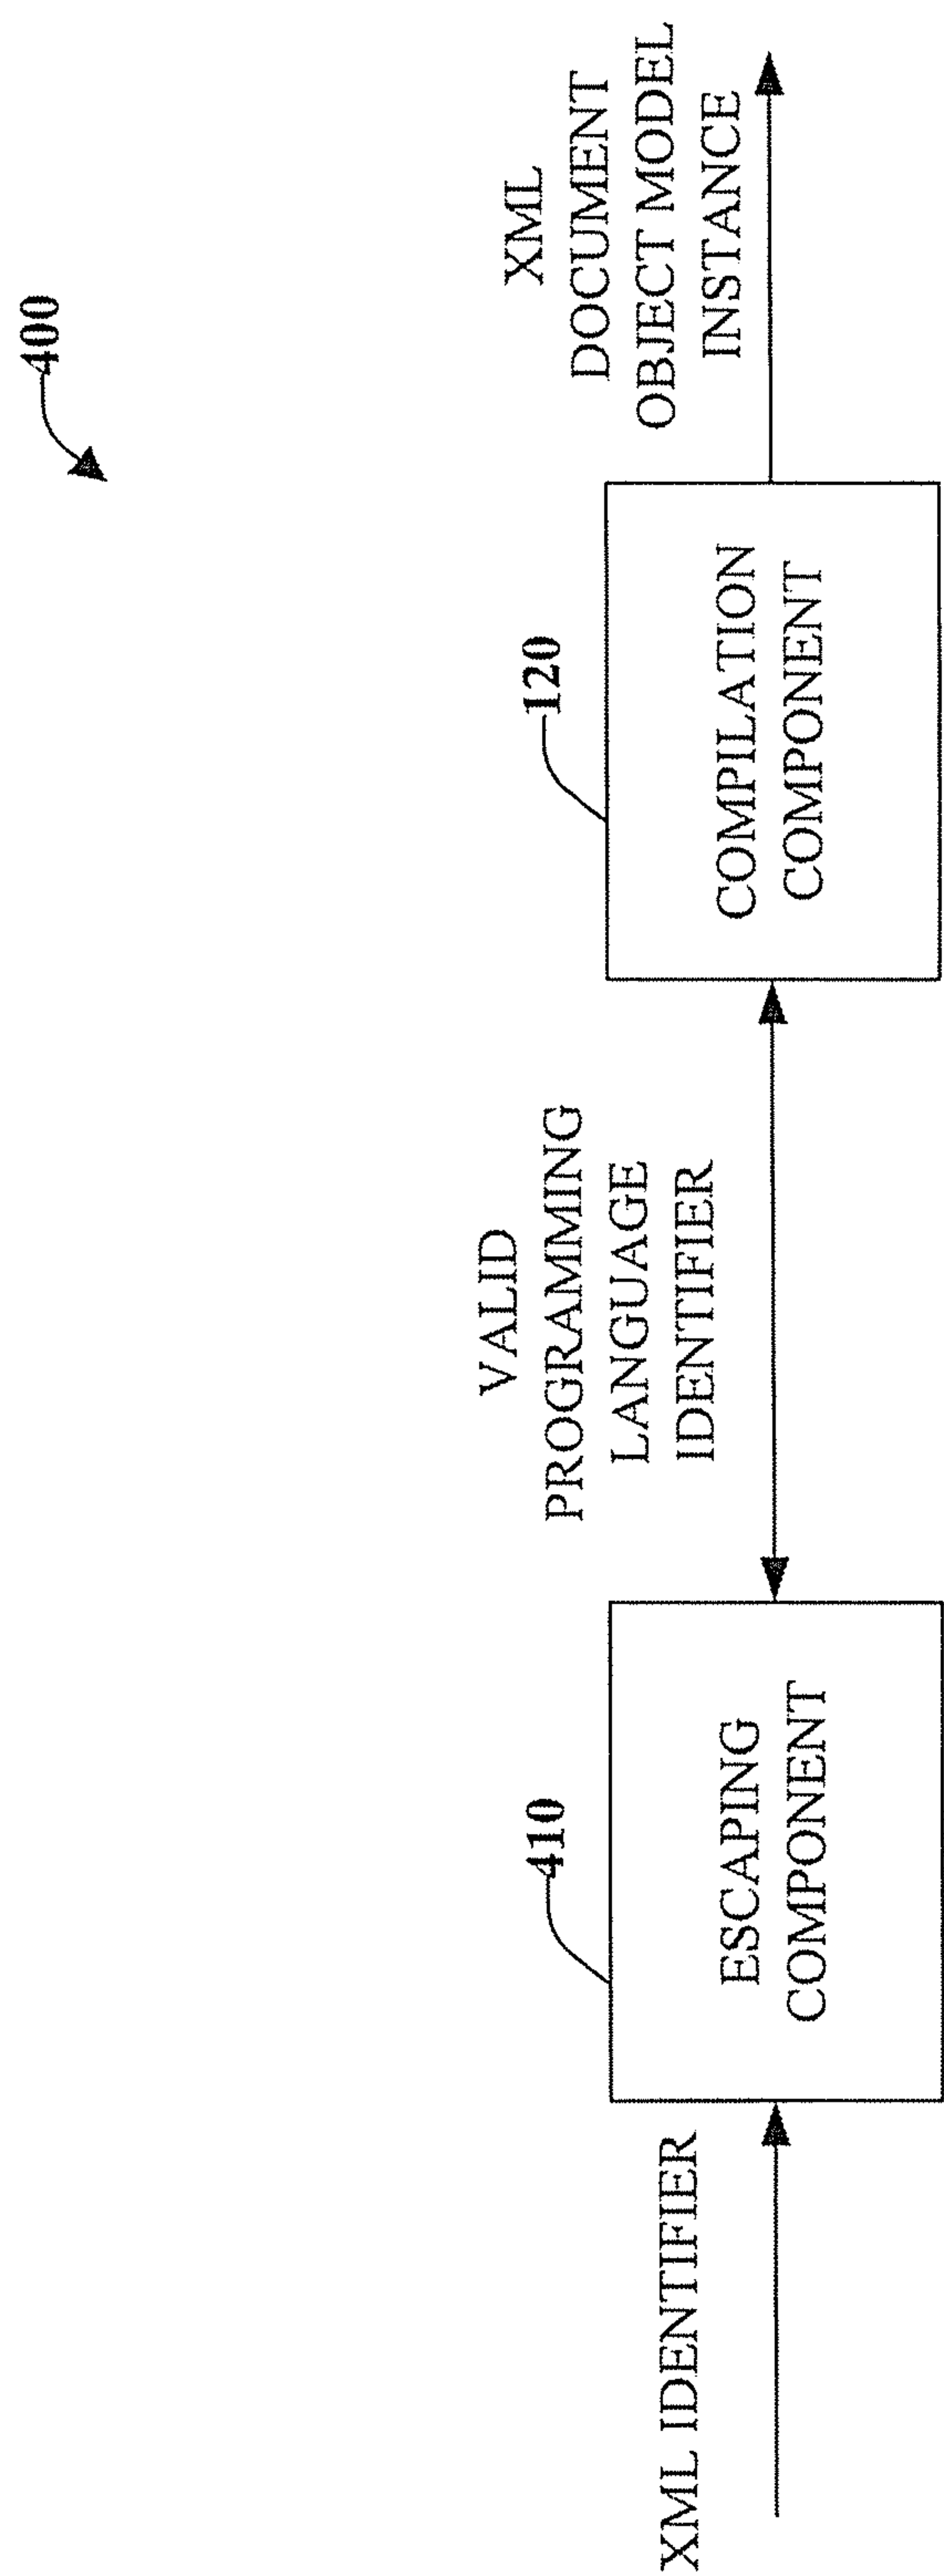 400
XML IDENTIFIER
410
ESCAPING
COMPONENT
VALID
PROGRAMMING
LANGUAGE
IDENTIFIER
120
COMPILATION
COMPONENT
XML
DOCUMENT
OBJECT MODEL
INSTANCE